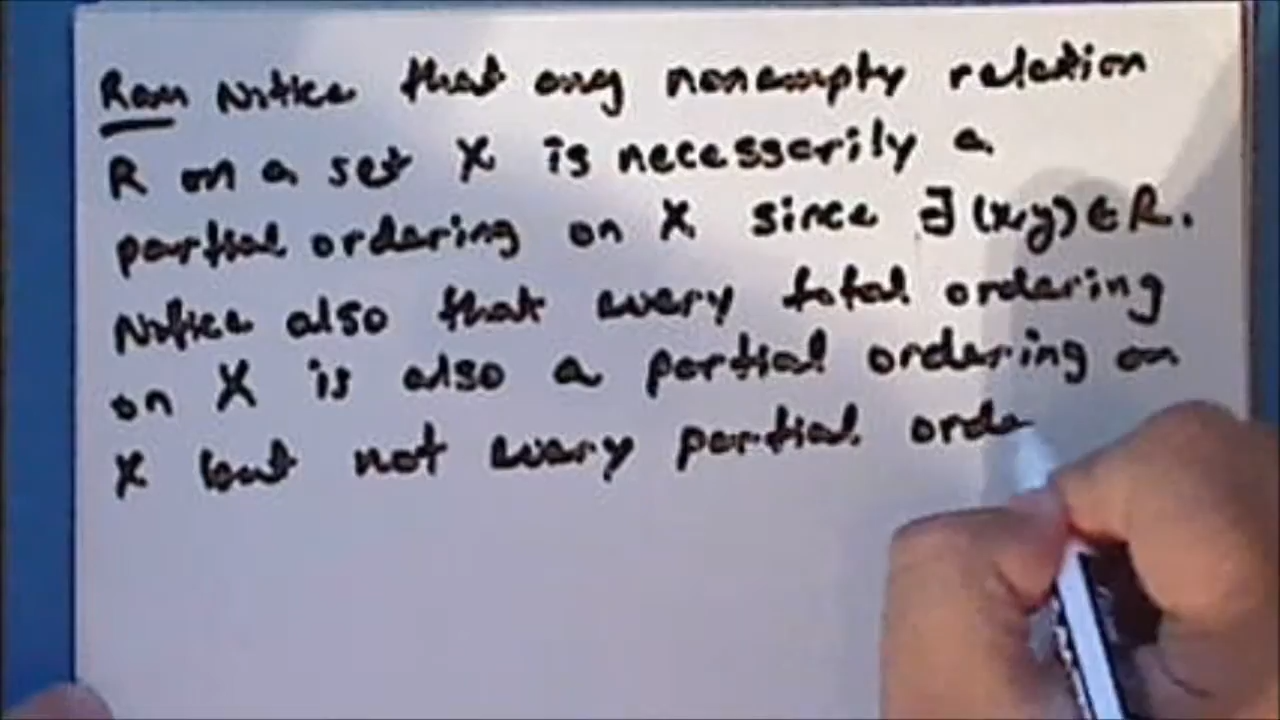 Rem Notice that any nonempty relation
R on a set X is necessarily a
partial ordering on X since ∃ (x,y) ∈ R.
Notice also that every total ordering
on X is also a partial ordering on
X but not every partial orde